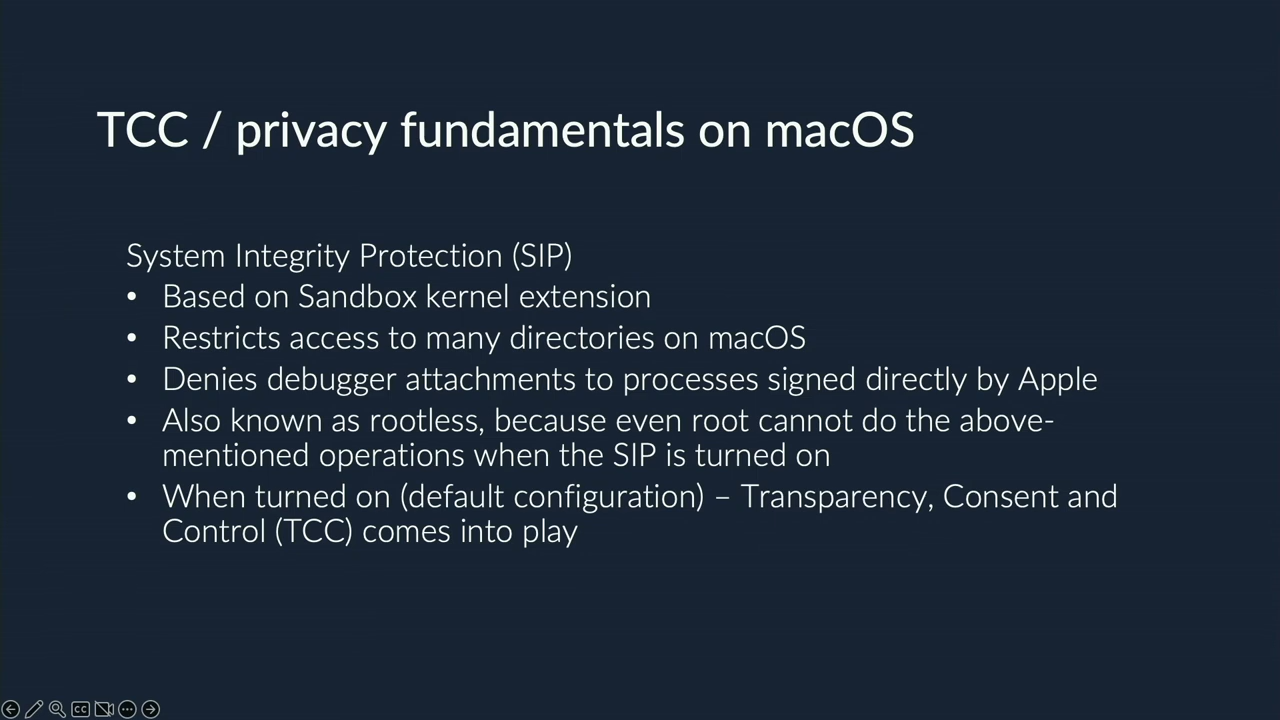 TCC / privacy fundamentals on macOS
System Integrity Protection (SIP)
• Based on Sandbox kernel extension
• Restricts access to many directories on macOS
• Denies debugger attachments to processes signed directly by Apple
• Also known as rootless, because even root cannot do the above-
mentioned operations when the SIP is turned on
• When turned on (default configuration) – Transparency, Consent and
Control (TCC) comes into play
CC